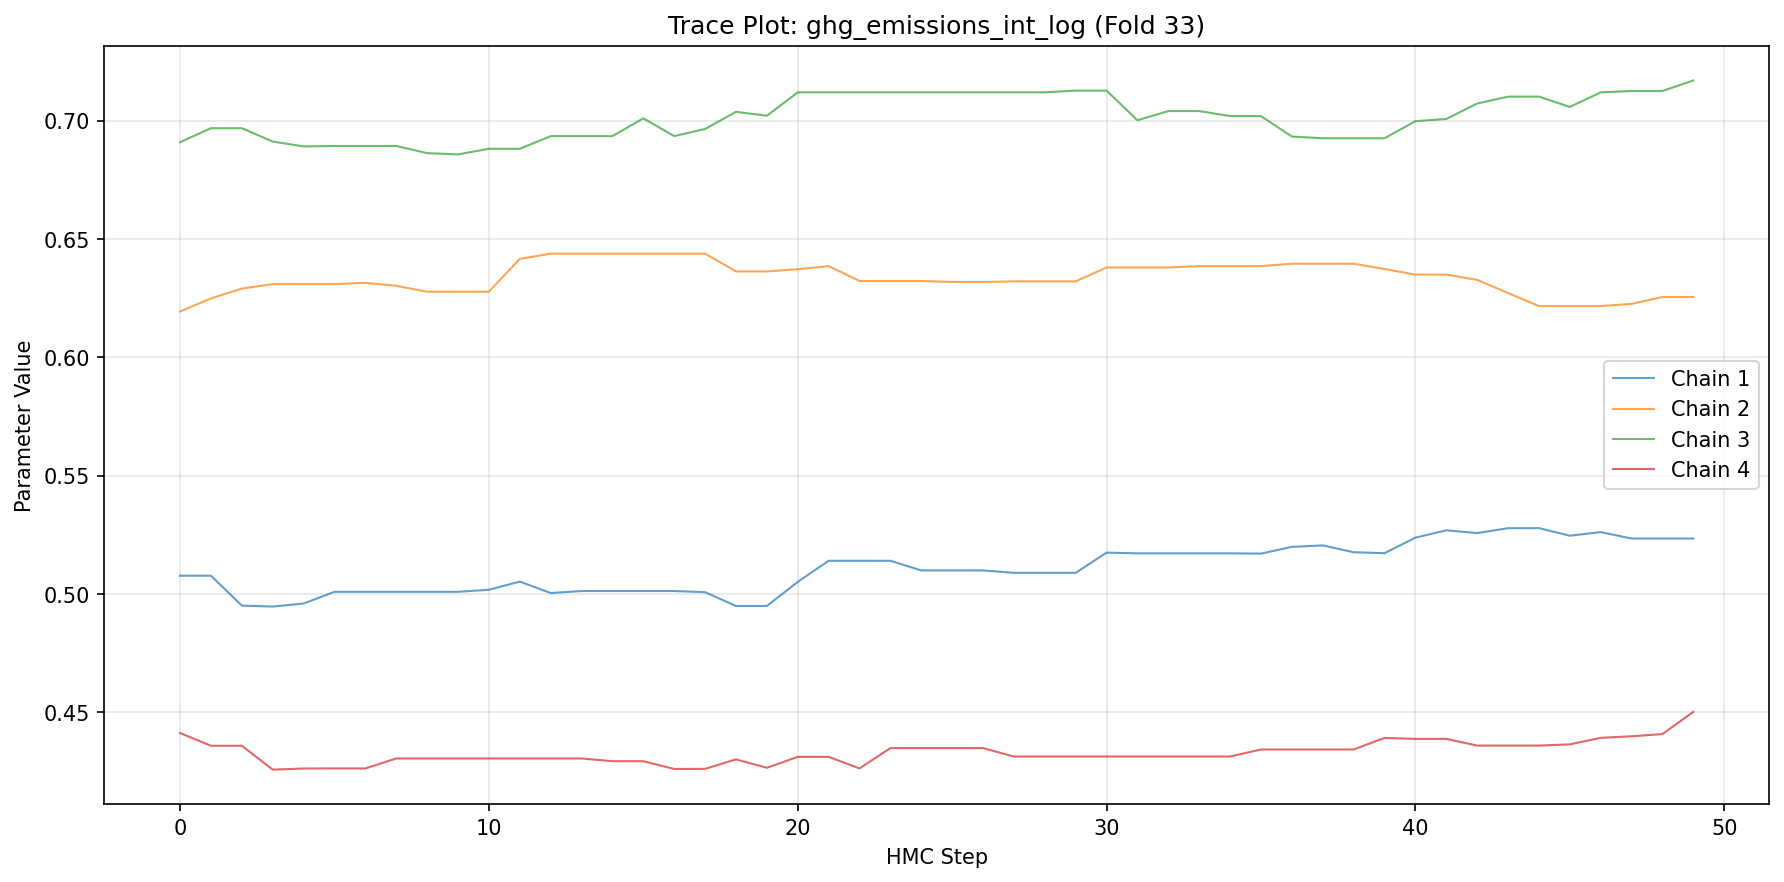 Trace Plot: ghg_emissions_int_log (Fold 33)
Parameter Value
0.70
0.65
0.60
0.55
0.50
0.45
Chain 1
Chain 2
Chain 3
Chain 4
0 10 20 30 40 50
HMC Step